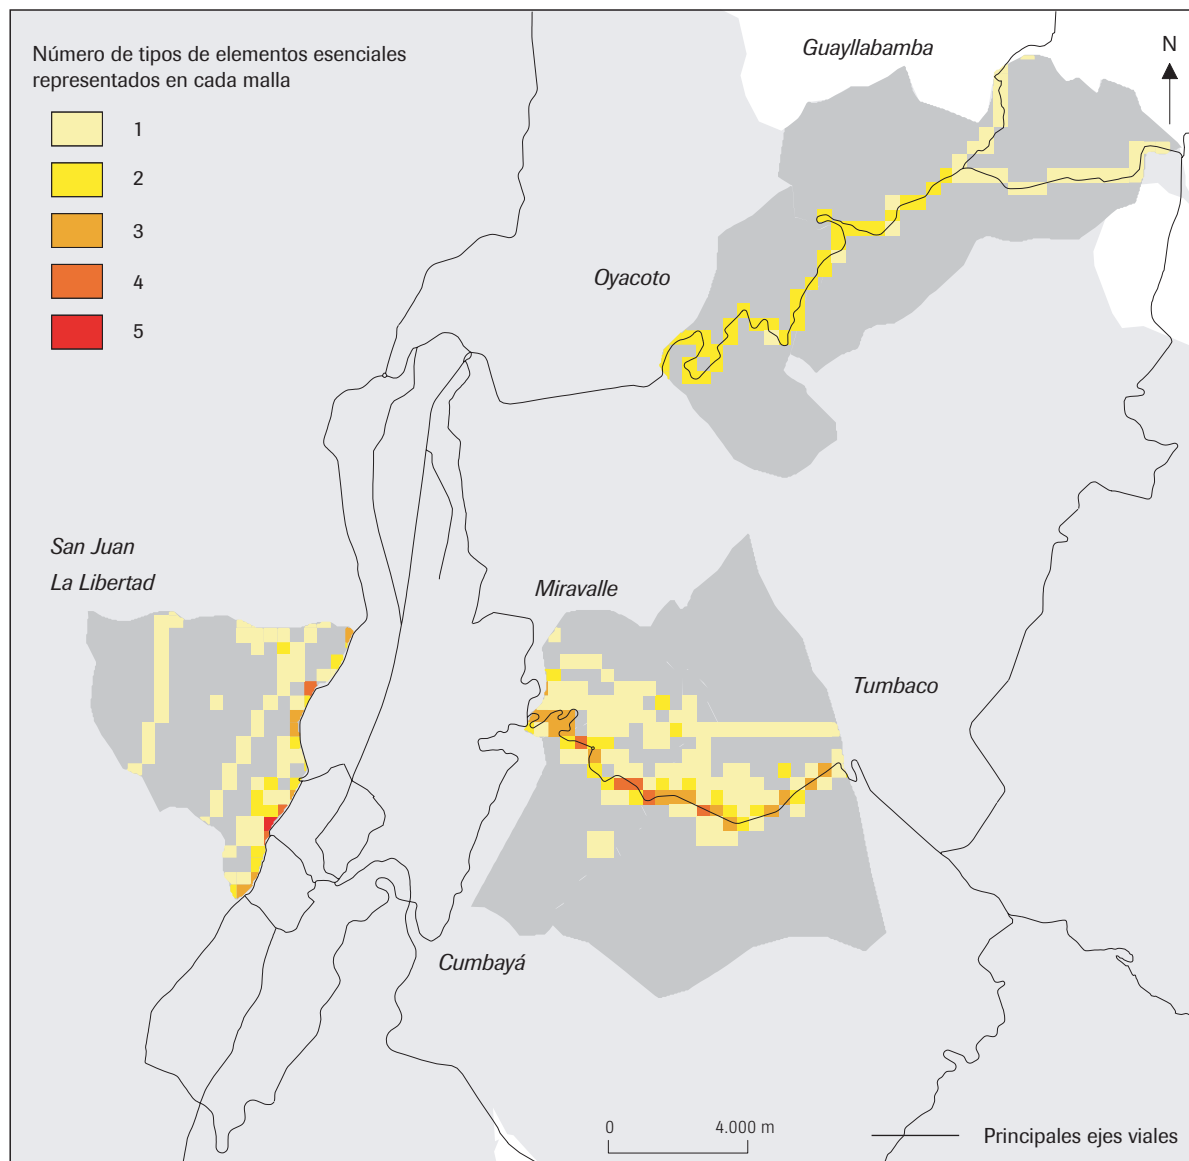 Número de tipos de elementos esenciales
representados en cada malla
1
2
3
4
5
Guayllabamba
N
Oyacoto
San Juan
La Libertad
Miravalle
Tumbaco
Cumbayá
0
4.000 m
Principales ejes viales